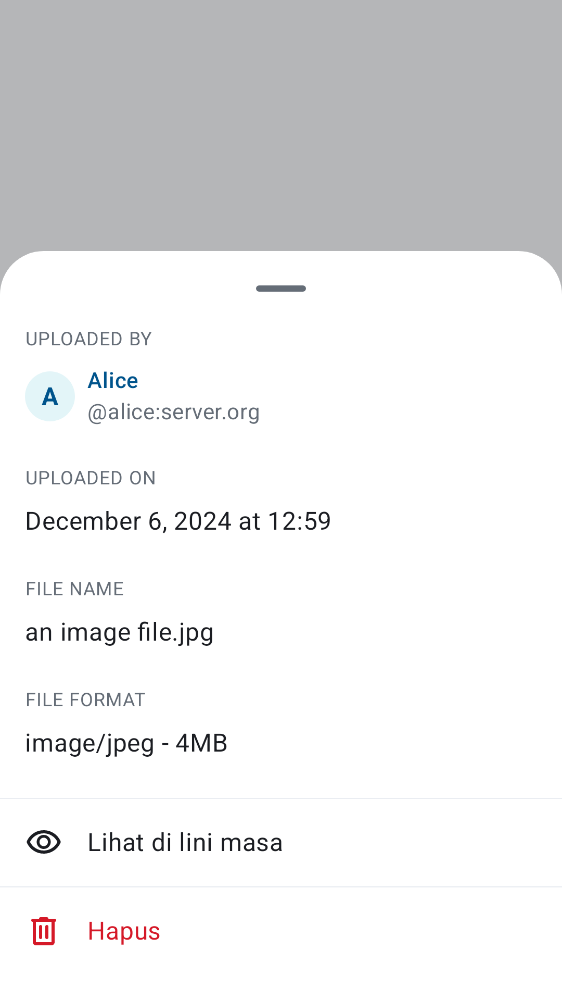 UPLOADED BY
A
Alice
@alice:server.org
UPLOADED ON
December 6, 2024 at 12:59
FILE NAME
an image file.jpg
FILE FORMAT
image/jpeg - 4MB
Lihat di lini masa
Hapus